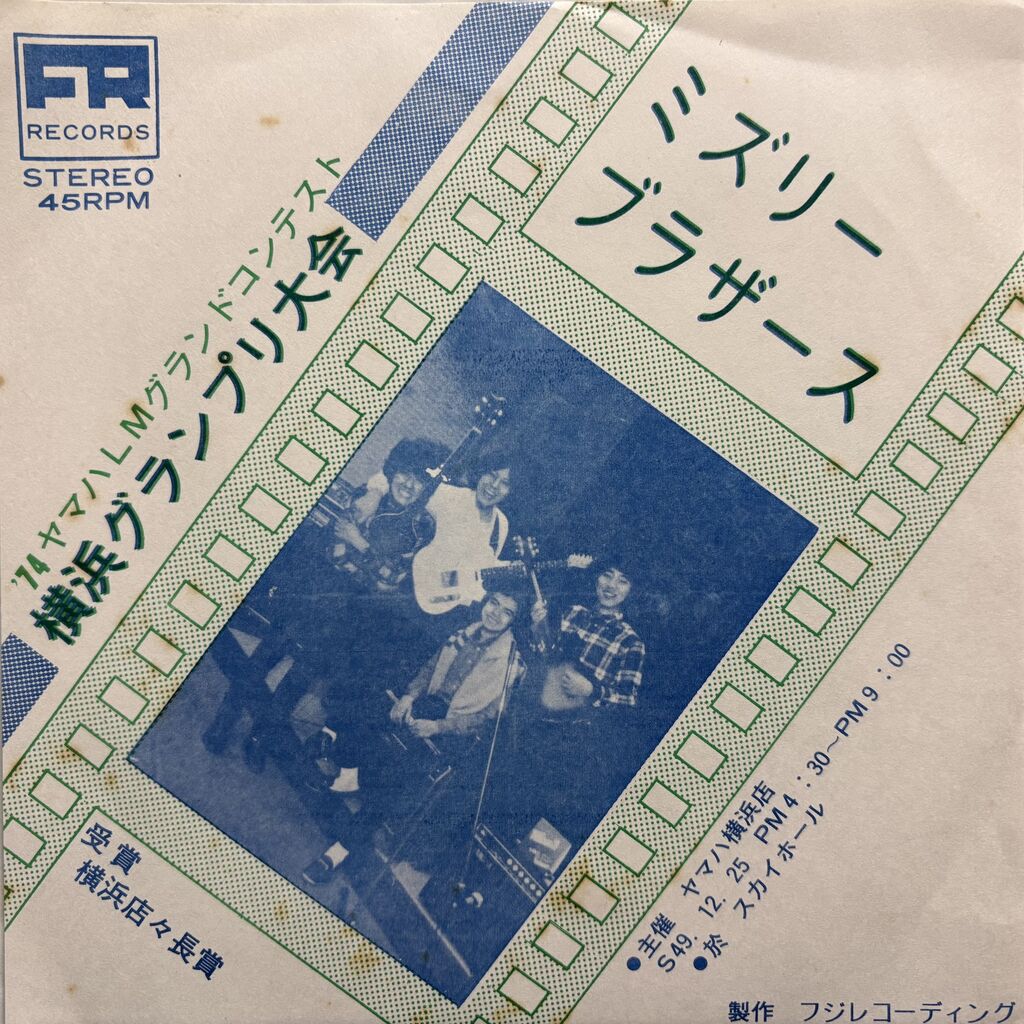 FR
RECORDS
STEREO
45RPM
'74 ヤマハLMグランドコンテスト
横浜グランプリ大会
ミズリー
ブラザース
受賞
横浜店々長賞
●主催 ヤマハ横浜店
S49. 12. 25 PM4:30~PM9:00
●於 スカイホール
製作 フジレコーディング